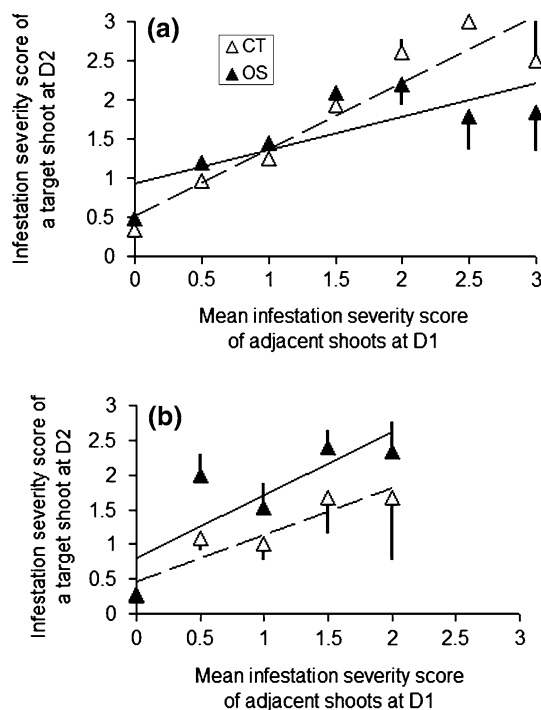 (a)
CT
OS
Infestation severity score of
a target shoot at D2
3
2.5
2
1.5
1
0.5
0
0 0.5 1 1.5 2 2.5 3
Mean infestation severity score
of adjacent shoots at D1
(b)
Infestation severity score of
a target shoot at D2
3
2.5
2
1.5
1
0.5
0
0 0.5 1 1.5 2 2.5 3
Mean infestation severity score
of adjacent shoots at D1